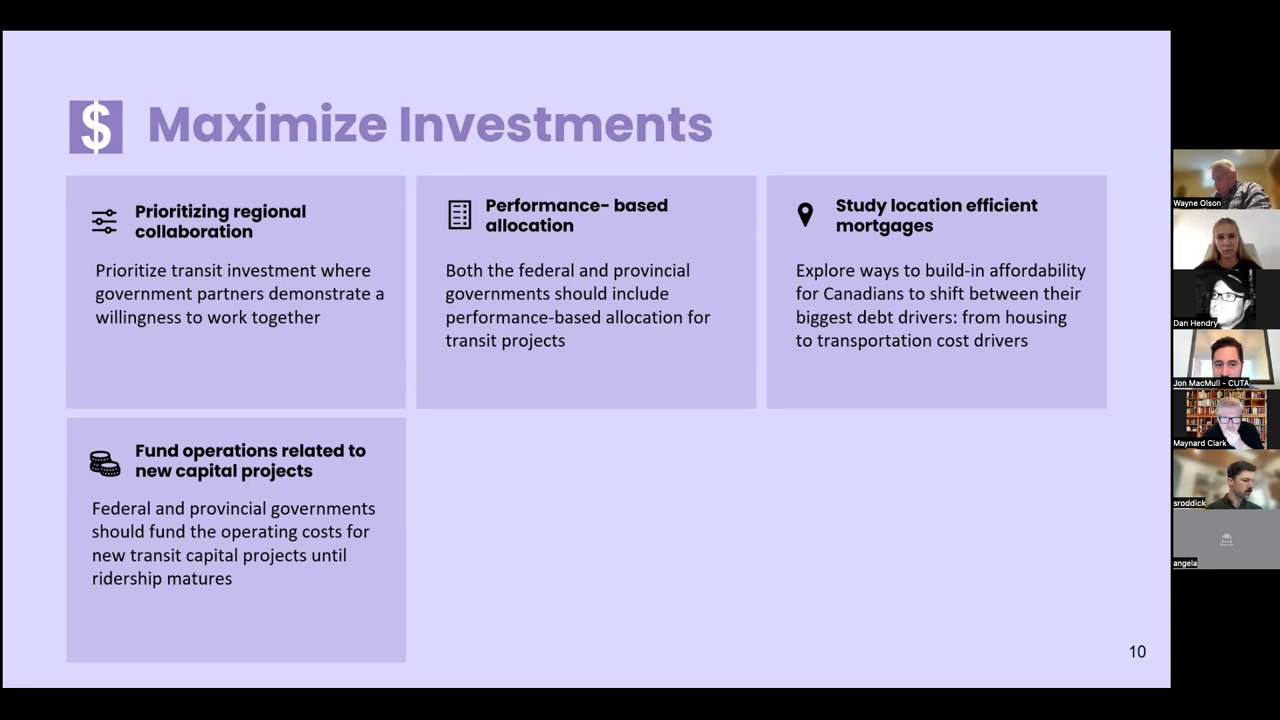 $ Maximize Investments
Prioritizing regional
collaboration
Prioritize transit investment where
government partners demonstrate a
willingness to work together
Performance- based
allocation
Both the federal and provincial
governments should include
performance-based allocation for
transit projects
Study location efficient
mortgages
Explore ways to build-in affordability
for Canadians to shift between their
biggest debt drivers: from housing
to transportation cost drivers
Fund operations related to
new capital projects
Federal and provincial governments
should fund the operating costs for
new transit capital projects until
ridership matures
10
Wayne Olson
Dan Hendry
Jon MacMull - CUTA
Maynard Clark
sroddick
angela